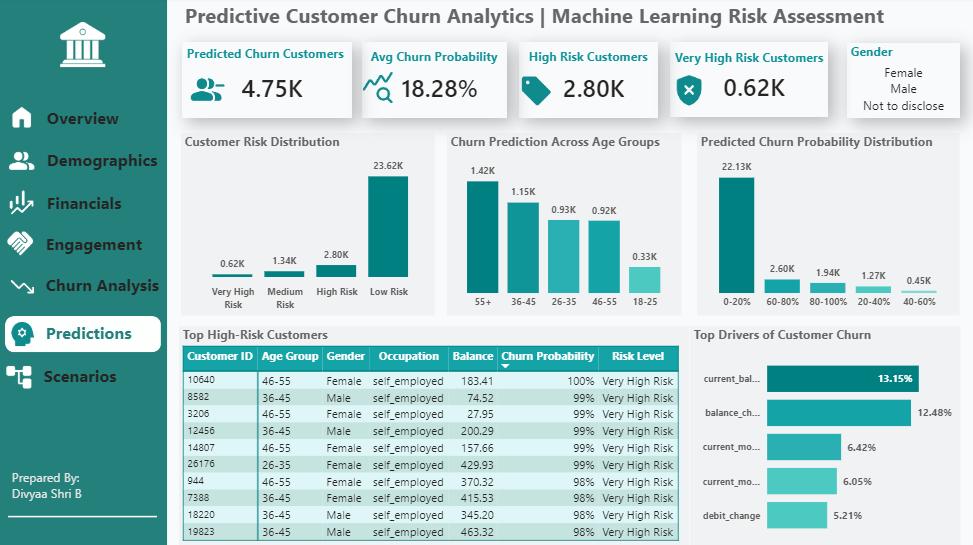 Predictive Customer Churn Analytics | Machine Learning Risk Assessment
Overview
Demographics
Financials
Engagement
Churn Analysis
Predictions
Scenarios
Prepared By:
Divyaa Shri B
Predicted Churn Customers
4.75K
Avg Churn Probability
18.28%
High Risk Customers
2.80K
Very High Risk Customers
0.62K
Gender
Female
Male
Not to disclose
Customer Risk Distribution
0.62K
1.34K
2.80K
23.62K
Very High Risk
Medium Risk
High Risk
Low Risk
Churn Prediction Across Age Groups
1.42K
1.15K
0.93K
0.92K
0.33K
55+
36-45
26-35
46-55
18-25
Predicted Churn Probability Distribution
22.13K
2.60K
1.94K
1.27K
0.45K
0-20%
60-80%
80-100%
20-40%
40-60%
Top High-Risk Customers
Customer ID Age Group Gender Occupation Balance Churn Probability Risk Level
10640 46-55 Female self_employed 183.41 100% Very High Risk
8582 36-45 Male self_employed 74.52 99% Very High Risk
3206 46-55 Female self_employed 27.95 99% Very High Risk
12456 36-45 Male self_employed 200.29 99% Very High Risk
14807 46-55 Female self_employed 157.66 99% Very High Risk
26176 26-35 Female self_employed 429.93 99% Very High Risk
944 46-55 Female self_employed 370.32 98% Very High Risk
7388 36-45 Female self_employed 415.53 98% Very High Risk
18220 36-45 Male self_employed 345.20 98% Very High Risk
19823 36-45 Male self_employed 463.32 98% Very High Risk
Top Drivers of Customer Churn
current_bal... 13.15%
balance_ch... 12.48%
current_mo... 6.42%
current_mo... 6.05%
debit_change 5.21%